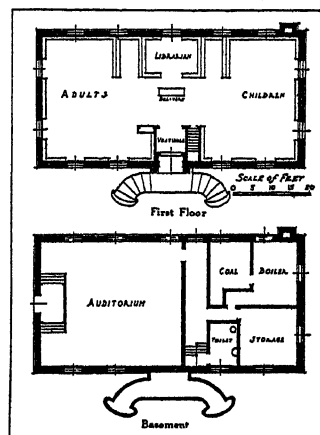 LIBRARIAN
ADULTS
CHILDREN
DELIVERY
VESTIBULE
SCALE OF FEET
0 5 10 15 20
First Floor
COAL
BOILER
AUDITORIUM
TOILET
STORAGE
Basement